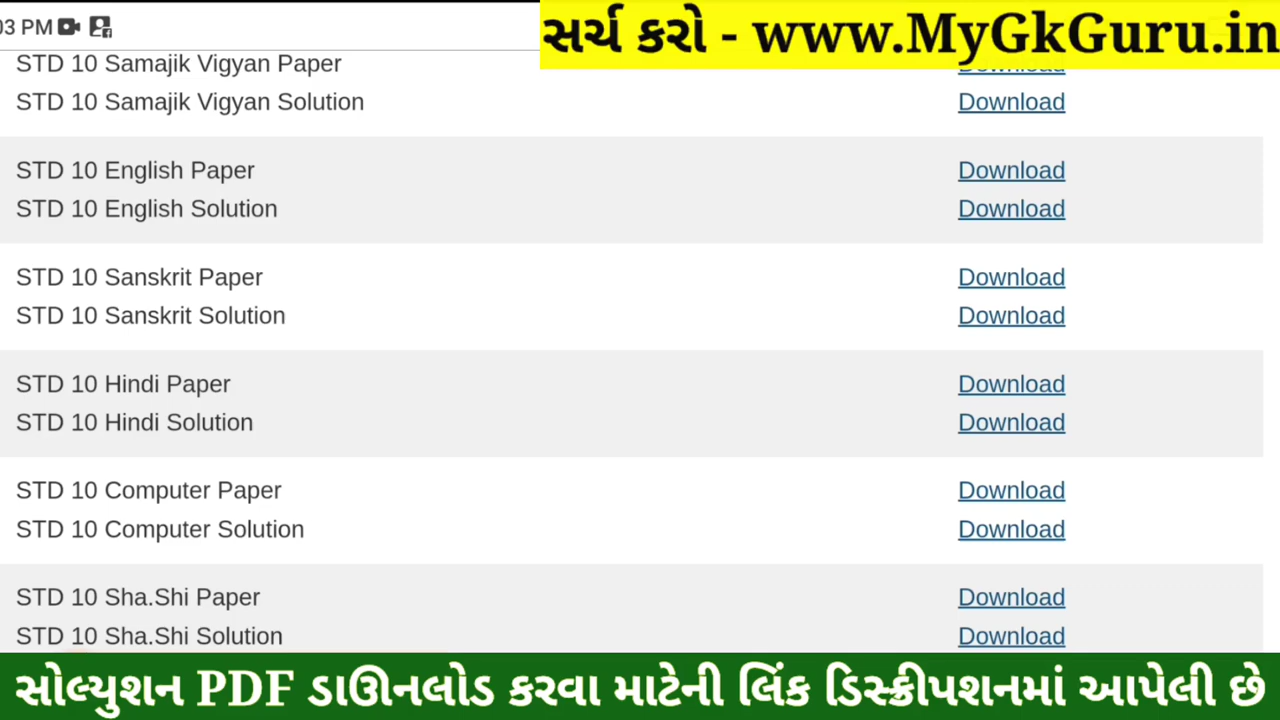 03 PM
સર્ચ કરો - www.MyGkGuru.in
STD 10 Samajik Vigyan Paper Download
STD 10 Samajik Vigyan Solution Download
STD 10 English Paper Download
STD 10 English Solution Download
STD 10 Sanskrit Paper Download
STD 10 Sanskrit Solution Download
STD 10 Hindi Paper Download
STD 10 Hindi Solution Download
STD 10 Computer Paper Download
STD 10 Computer Solution Download
STD 10 Sha.Shi Paper Download
STD 10 Sha.Shi Solution Download
સોલ્યુશન PDF ડાઊનલોડ કરવા માટેની લિંક ડિસ્ક્રીપશનમાં આપેલી છે